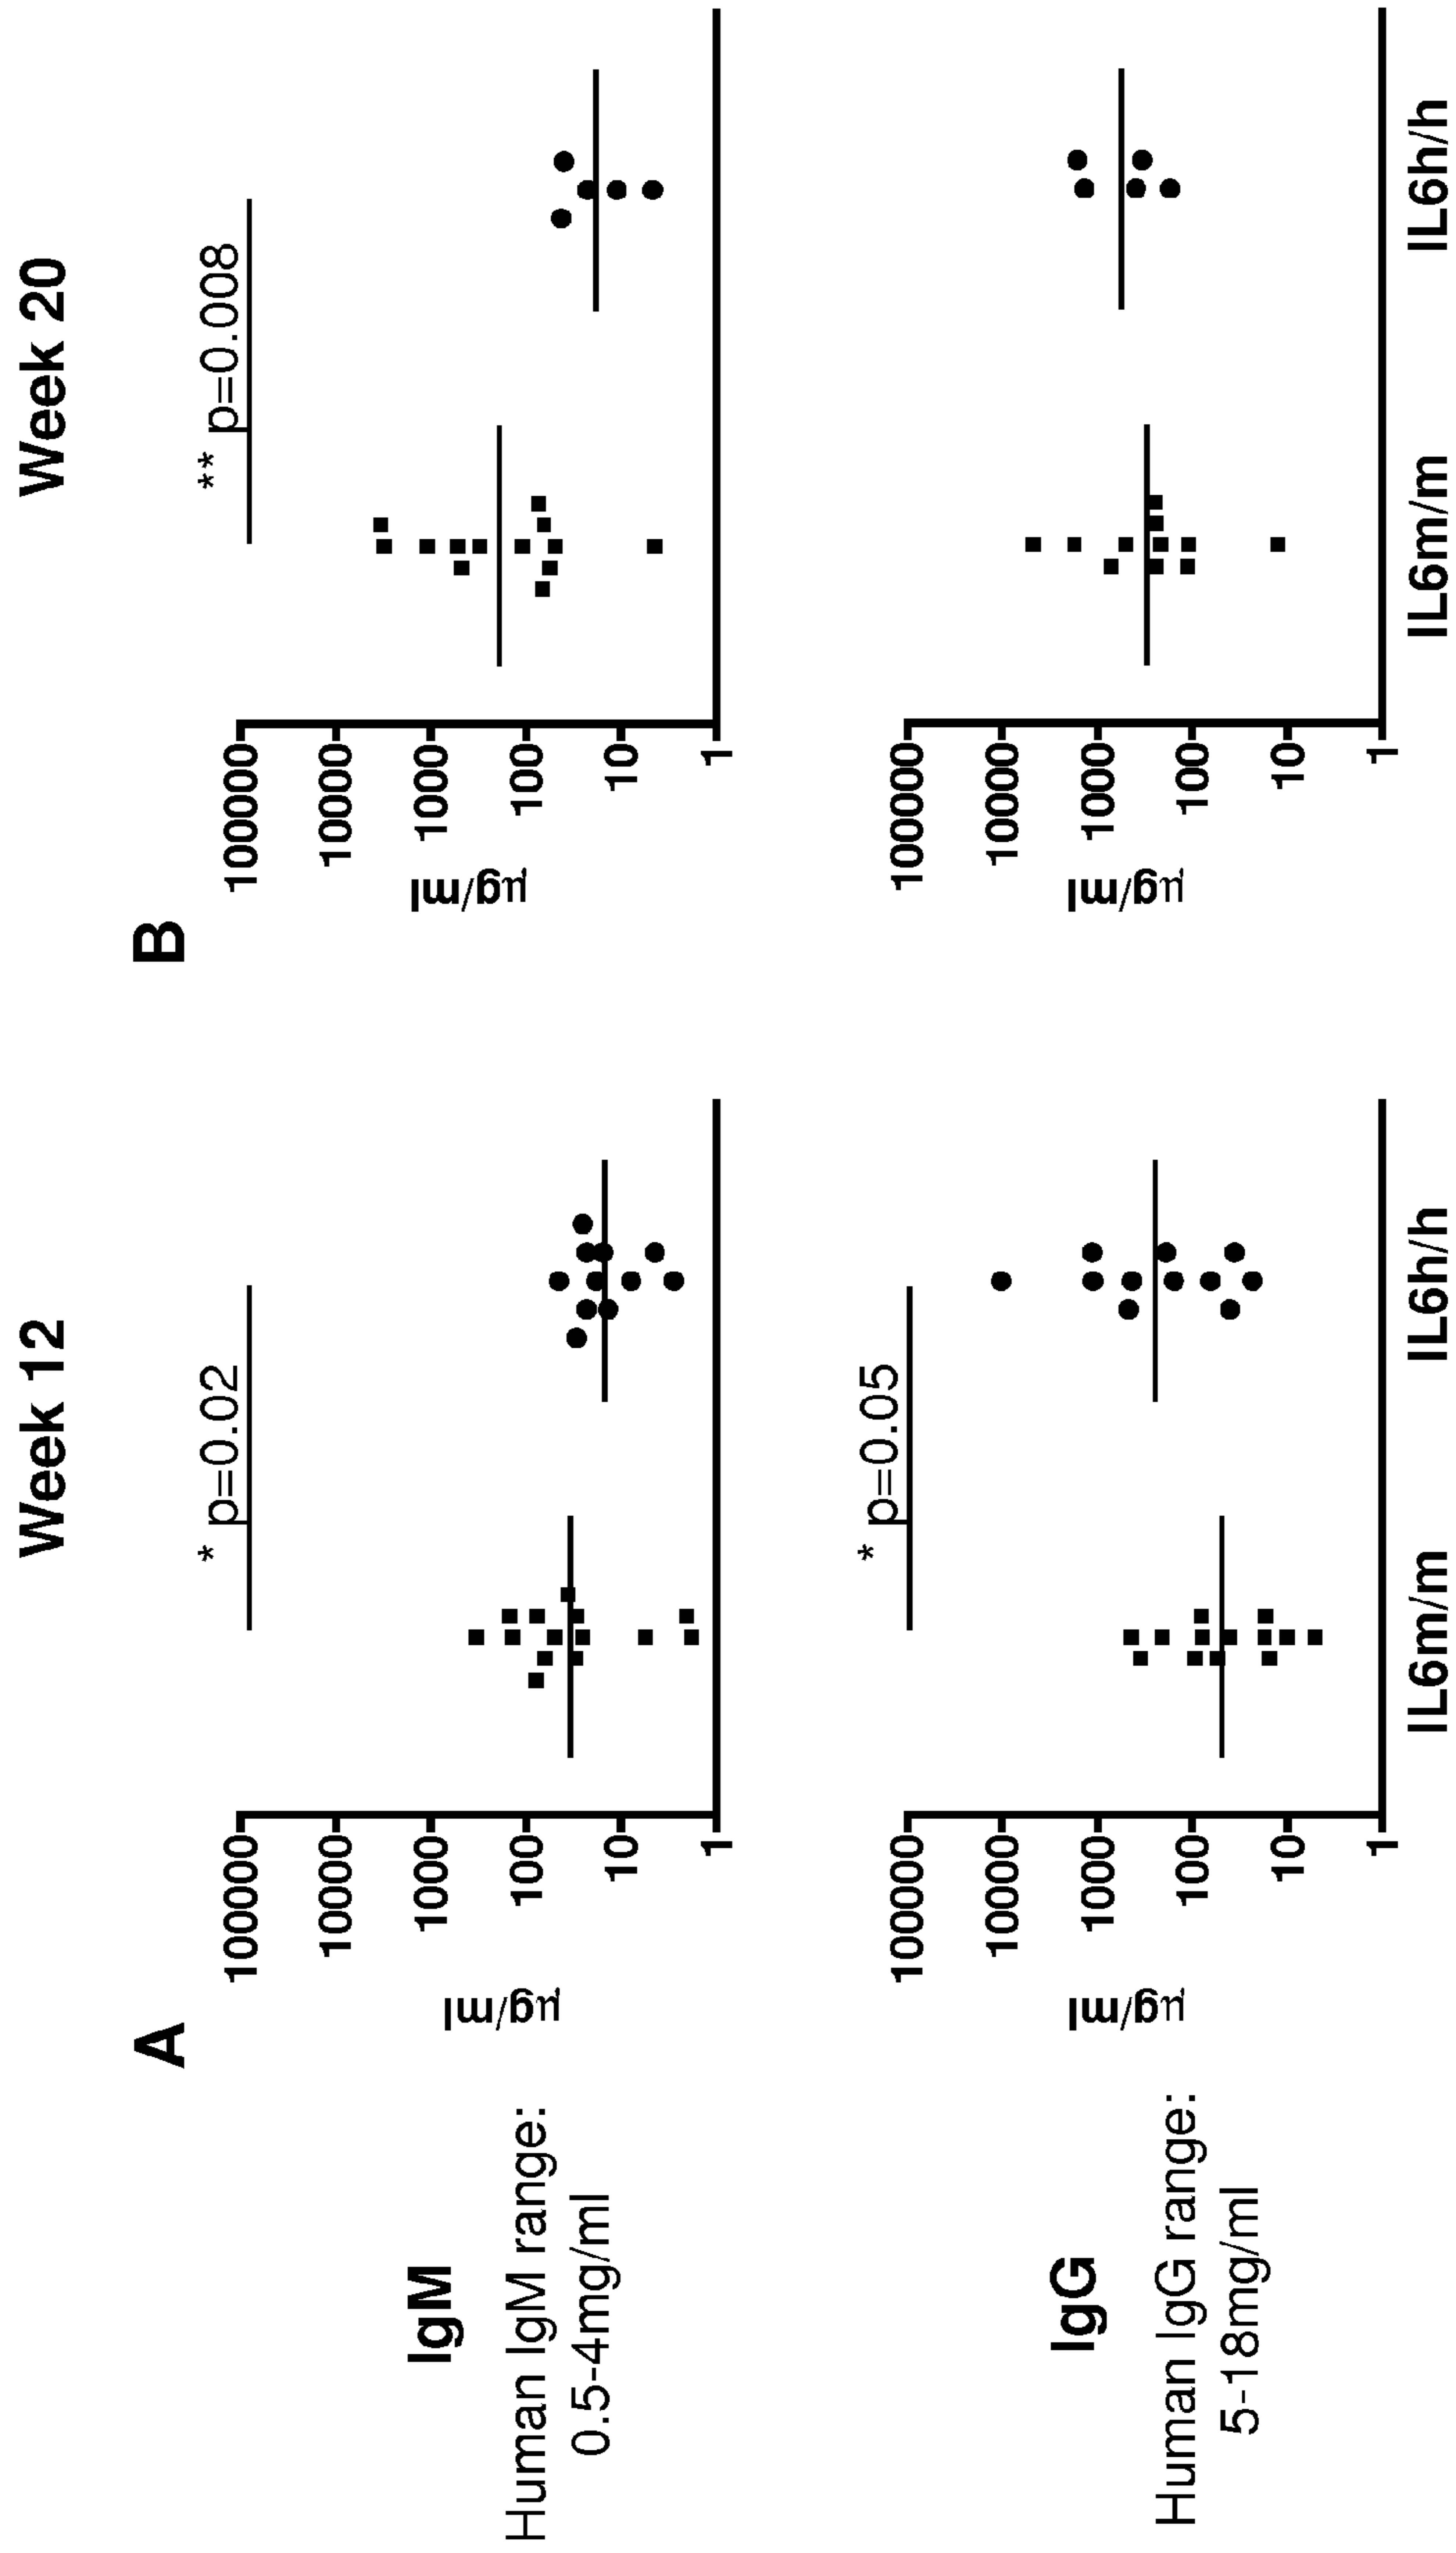 Week 12
Week 20
A
B
IgM
Human IgM range:
0.5-4mg/ml
µg/ml
100000
10000
1000
100
10
1
* p=0.02
µg/ml
100000
10000
1000
100
10
1
** p=0.008
IgG
Human IgG range:
5-18mg/ml
µg/ml
100000
10000
1000
100
10
1
* p=0.05
IL6m/m
IL6h/h
µg/ml
100000
10000
1000
100
10
1
IL6m/m
IL6h/h